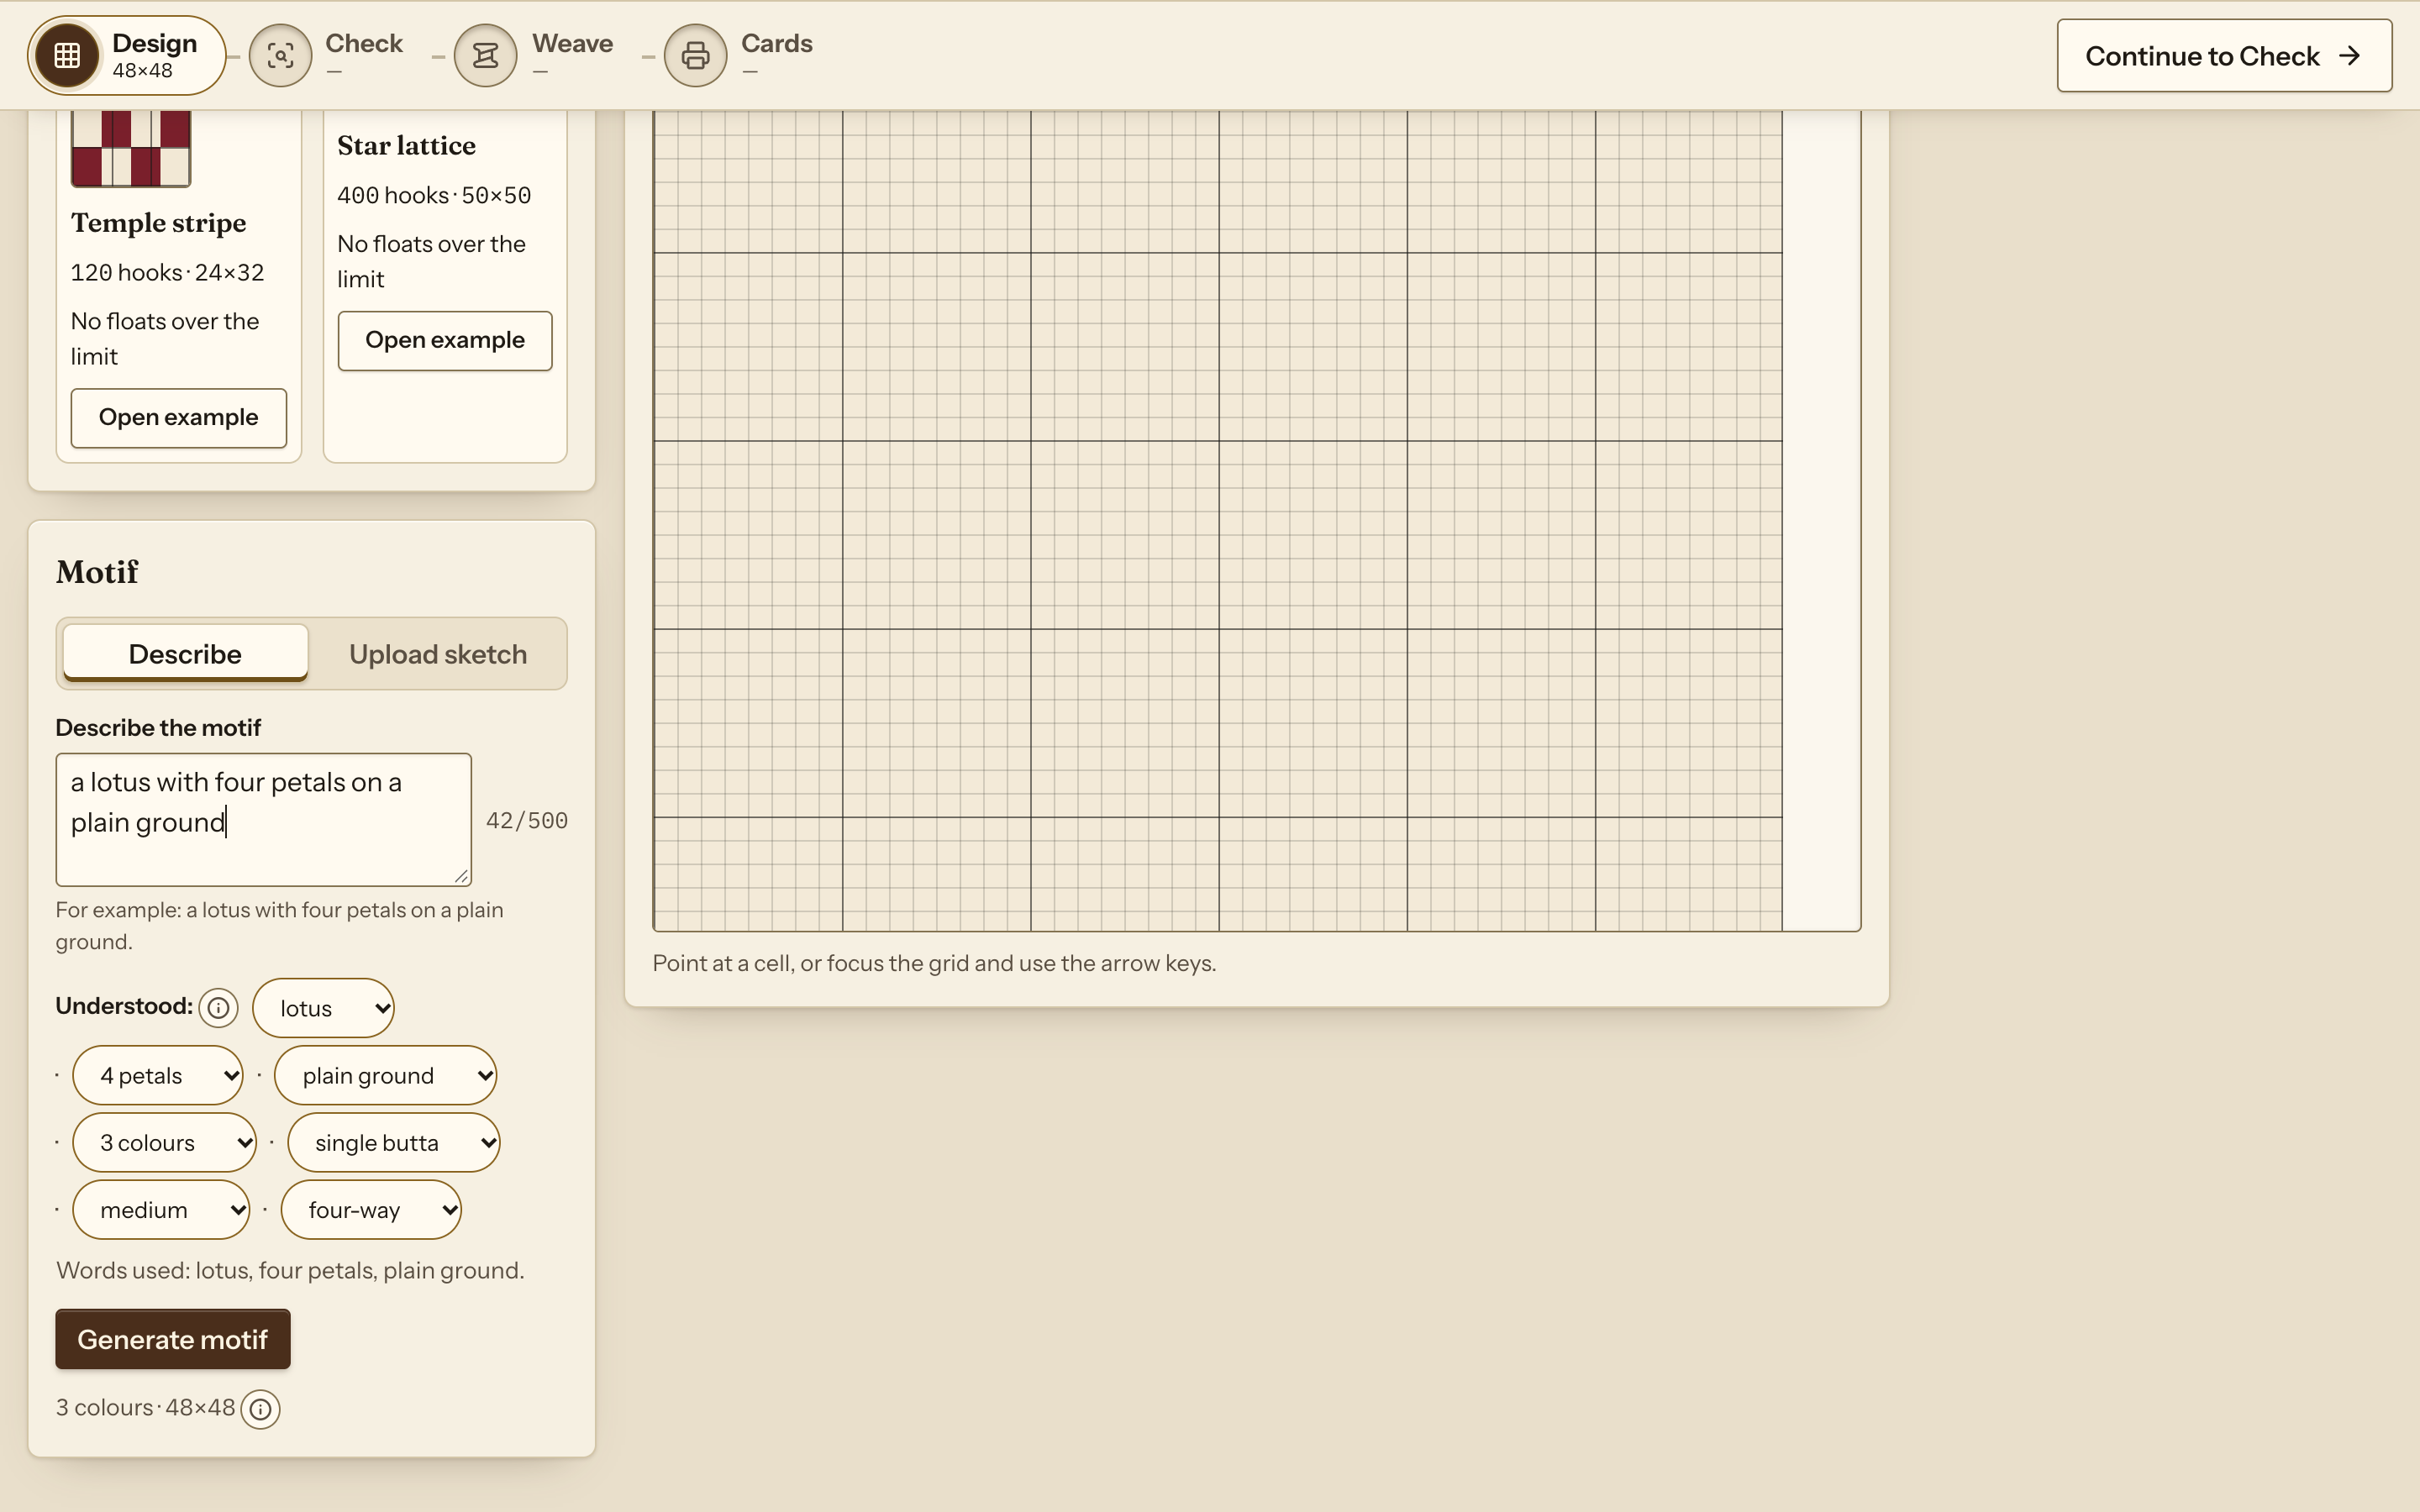 Design
48×48
Check
—
Weave
—
Cards
—
Continue to Check
Temple stripe
120 hooks · 24×32
No floats over the
limit
Open example
Star lattice
400 hooks · 50×50
No floats over the
limit
Open example
Motif
Describe
Upload sketch
Describe the motif
a lotus with four petals on a
plain ground
42/500
For example: a lotus with four petals on a plain
ground.
Understood: lotus
· 4 petals · plain ground
· 3 colours · single butta
· medium · four-way
Words used: lotus, four petals, plain ground.
Generate motif
3 colours · 48×48
Point at a cell, or focus the grid and use the arrow keys.